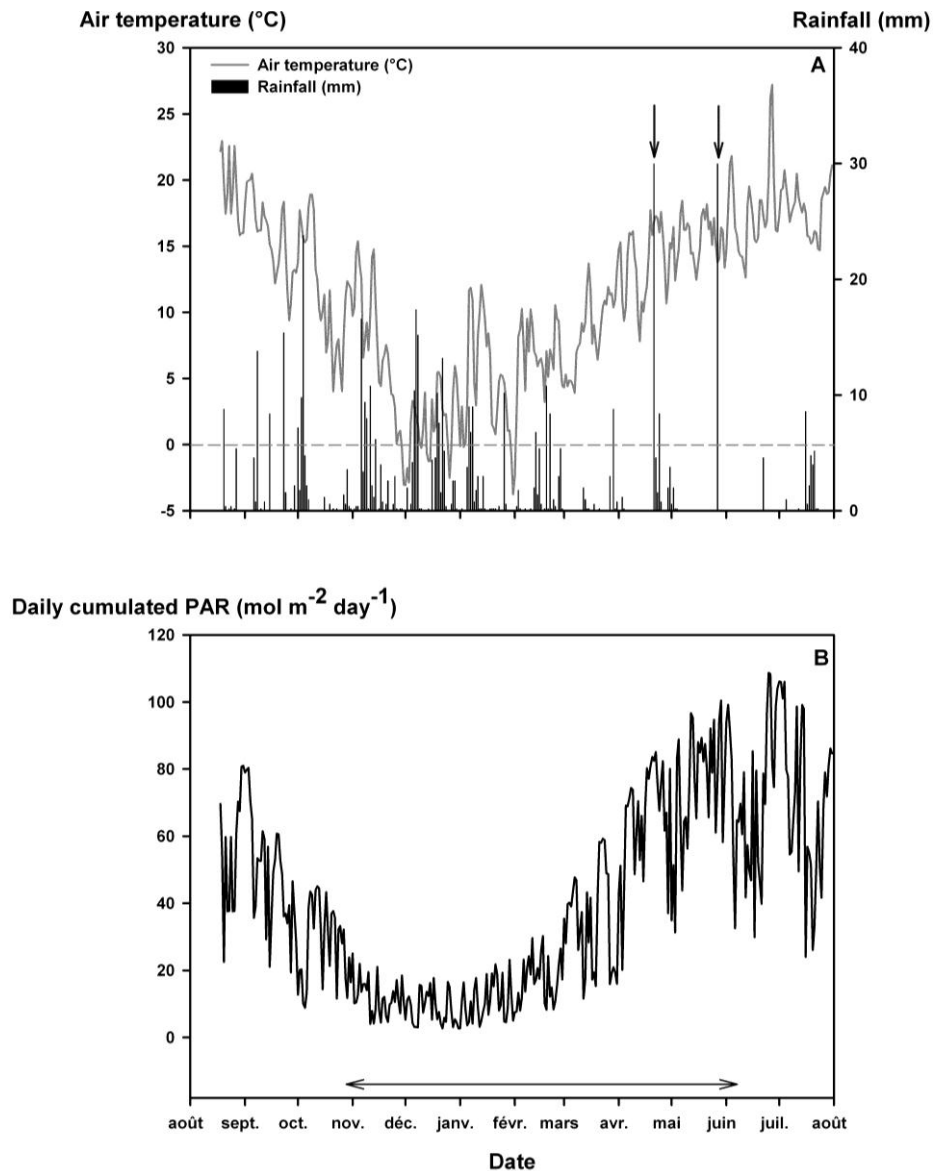 Air temperature (°C)
Rainfall (mm)
30
25
20
15
10
5
0
-5
40
30
20
10
0
A
Air temperature (°C)
Rainfall (mm)
Daily cumulated PAR (mol m⁻² day⁻¹)
120
100
80
60
40
20
0
B
août sept. oct. nov. déc. janv. févr. mars avr. mai juin juil. août
Date